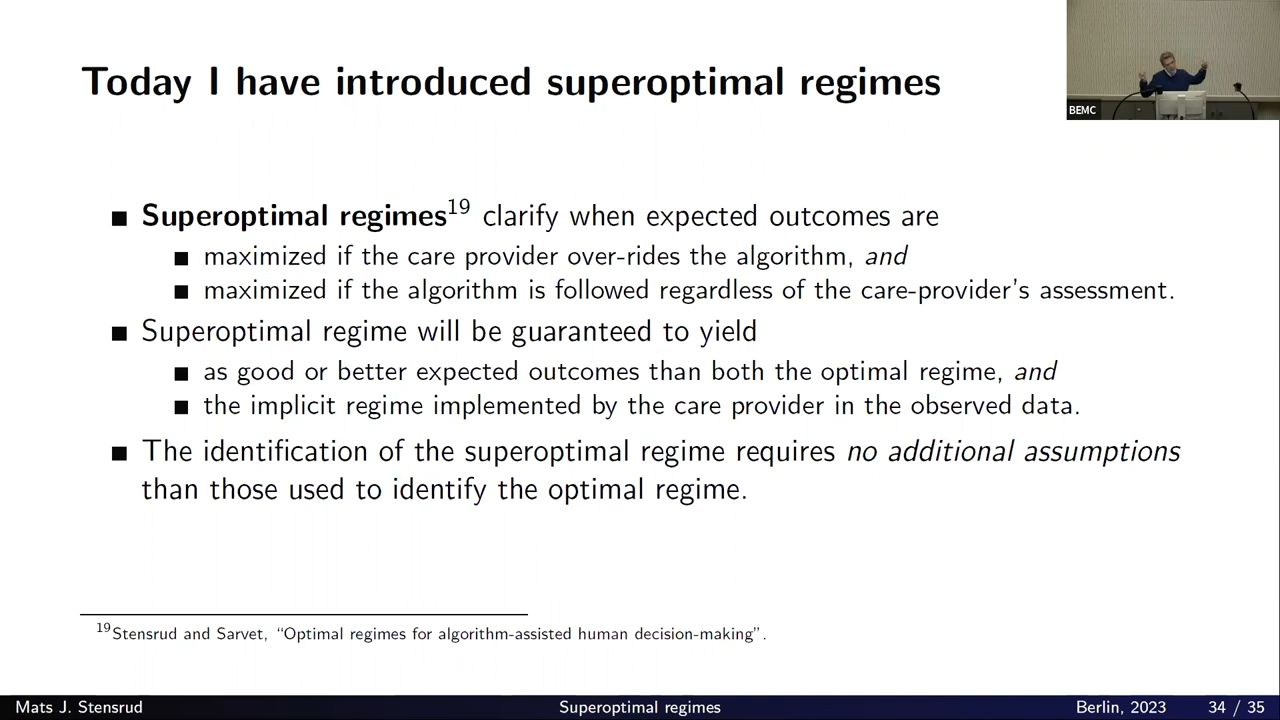 Today I have introduced superoptimal regimes
BEMC
■ Superoptimal regimes19 clarify when expected outcomes are
■ maximized if the care provider over-rides the algorithm, and
■ maximized if the algorithm is followed regardless of the care-provider's assessment.
■ Superoptimal regime will be guaranteed to yield
■ as good or better expected outcomes than both the optimal regime, and
■ the implicit regime implemented by the care provider in the observed data.
■ The identification of the superoptimal regime requires no additional assumptions
than those used to identify the optimal regime.
19Stensrud and Sarvet, “Optimal regimes for algorithm-assisted human decision-making”.
Mats J. Stensrud Superoptimal regimes Berlin, 2023 34 / 35